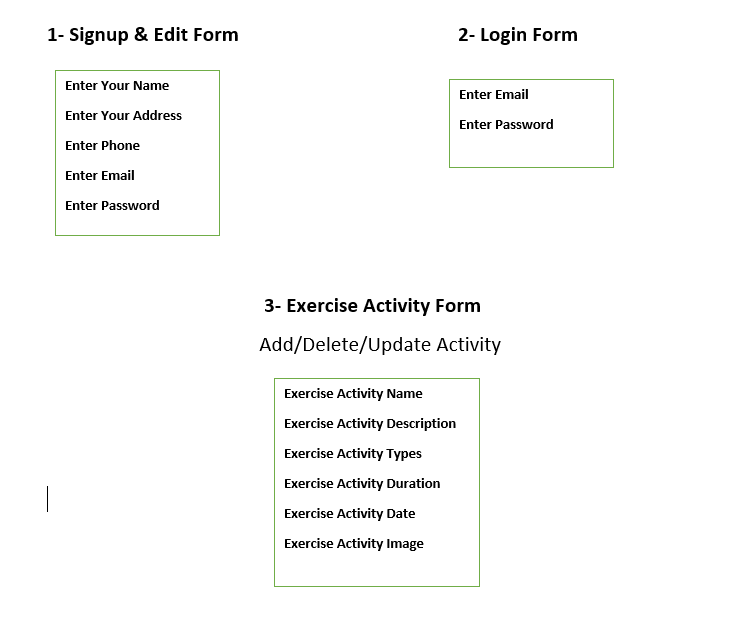 1- Signup & Edit Form
Enter Your Name
Enter Your Address
Enter Phone
Enter Email
Enter Password
2- Login Form
Enter Email
Enter Password
3- Exercise Activity Form
Add/Delete/Update Activity
Exercise Activity Name
Exercise Activity Description
Exercise Activity Types
Exercise Activity Duration
Exercise Activity Date
Exercise Activity Image